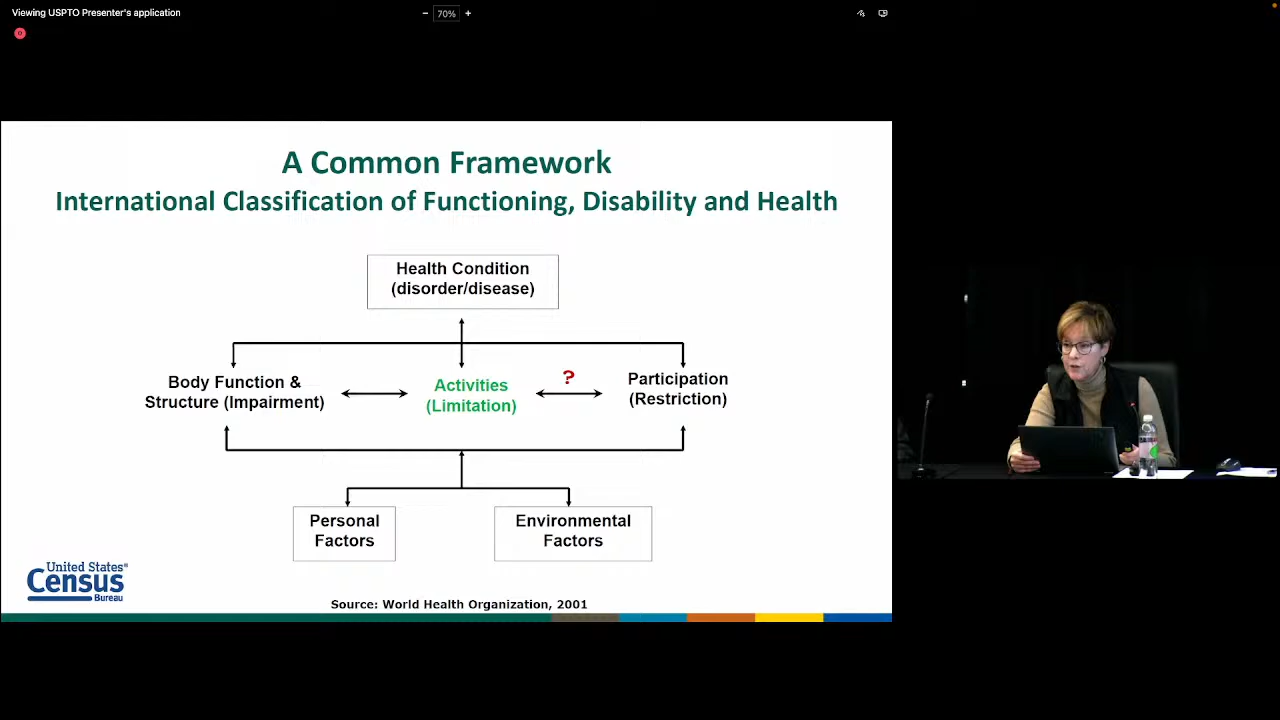 Viewing USPTO Presenter's application
− 70% +
A Common Framework
International Classification of Functioning, Disability and Health
Health Condition
(disorder/disease)
Body Function &
Structure (Impairment)
Activities
(Limitation)
?
Participation
(Restriction)
Personal
Factors
Environmental
Factors
United States®
Census
Bureau
Source: World Health Organization, 2001